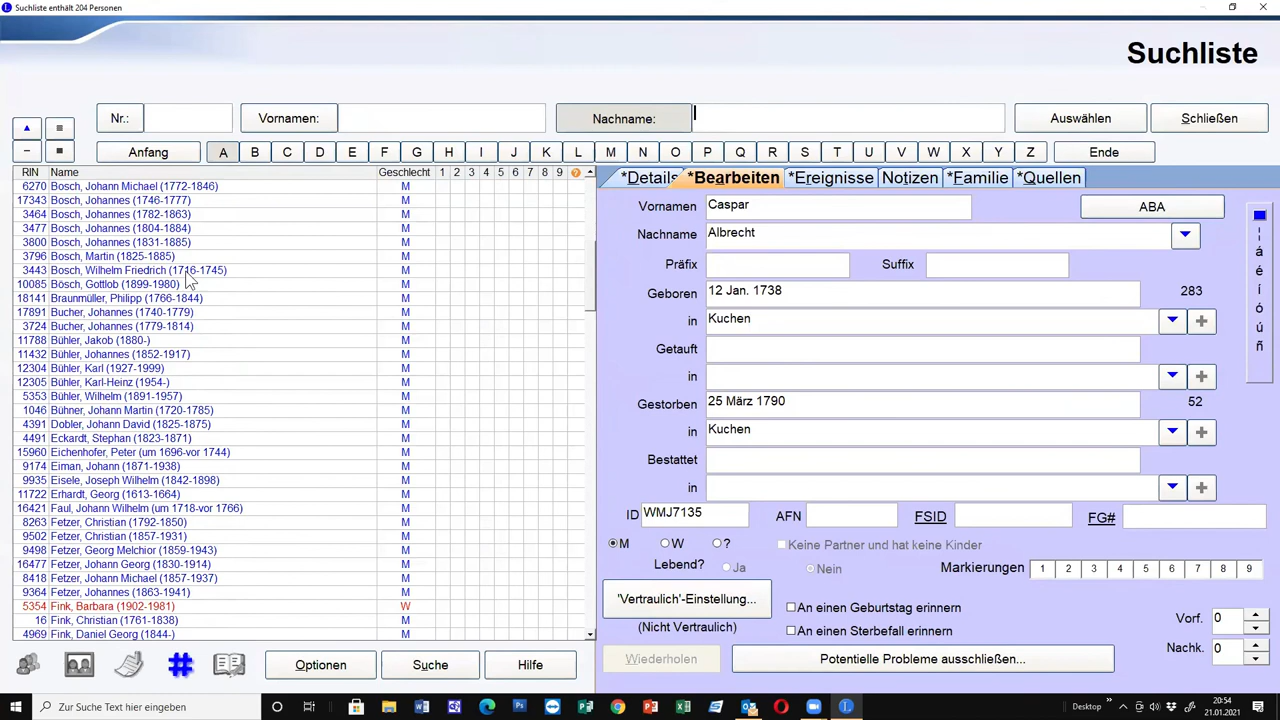 Suchliste enthält 204 Personen
Suchliste
Nr.: Vornamen: Nachname: Auswählen Schließen
Anfang A B C D E F G H I J K L M N O P Q R S T U V W X Y Z Ende
RIN Name Geschlecht 1 2 3 4 5 6 7 8 9
6270 Bosch, Johann Michael (1772-1846) M
17343 Bosch, Johannes (1746-1777) M
3464 Bosch, Johannes (1782-1863) M
3477 Bosch, Johannes (1804-1884) M
3800 Bosch, Johannes (1831-1885) M
3796 Bosch, Martin (1825-1885) M
3443 Bosch, Wilhelm Friedrich (1716-1745) M
10085 Bösch, Gottlob (1899-1980) M
18141 Braunmüller, Philipp (1766-1844) M
17891 Bucher, Johannes (1740-1779) M
3724 Bucher, Johannes (1779-1814) M
11788 Bühler, Jakob (1880-) M
11432 Bühler, Johannes (1852-1917) M
12304 Bühler, Karl (1927-1999) M
12305 Bühler, Karl-Heinz (1954-) M
5353 Bühler, Wilhelm (1891-1957) M
1046 Bühner, Johann Martin (1720-1785) M
4391 Dobler, Johann David (1825-1875) M
4491 Eckardt, Stephan (1823-1871) M
15960 Eichenhofer, Peter (um 1696-vor 1744) M
9174 Eiman, Johann (1871-1938) M
9935 Eisele, Joseph Wilhelm (1842-1898) M
11722 Erhardt, Georg (1613-1664) M
16421 Faul, Johann Wilhelm (um 1718-vor 1766) M
8263 Fetzer, Christian (1792-1850) M
9502 Fetzer, Christian (1857-1931) M
9498 Fetzer, Georg Melchior (1859-1943) M
16477 Fetzer, Johann Georg (1830-1914) M
8418 Fetzer, Johann Michael (1857-1937) M
9364 Fetzer, Johannes (1863-1941) M
5354 Fink, Barbara (1902-1981) W
16 Fink, Christian (1761-1838) M
4969 Fink, Daniel Georg (1844-) M
Optionen Suche Hilfe
*Details *Bearbeiten *Ereignisse Notizen *Familie *Quellen
Vornamen Caspar ABA
Nachname Albrecht
Präfix Suffix
Geboren 12 Jan. 1738 283
in Kuchen
Getauft
in
Gestorben 25 März 1790 52
in Kuchen
Bestattet
in
á
é
í
ó
ú
ñ
ID WMJ7135 AFN FSID FG#
M W ? Keine Partner und hat keine Kinder
Lebend? Ja Nein Markierungen 1 2 3 4 5 6 7 8 9
'Vertraulich'-Einstellung... An einen Geburtstag erinnern Vorf. 0
(Nicht Vertraulich) An einen Sterbefall erinnern Nachk. 0
Wiederholen Potentielle Probleme ausschließen...
Zur Suche Text hier eingeben Desktop 20:54
21.01.2021